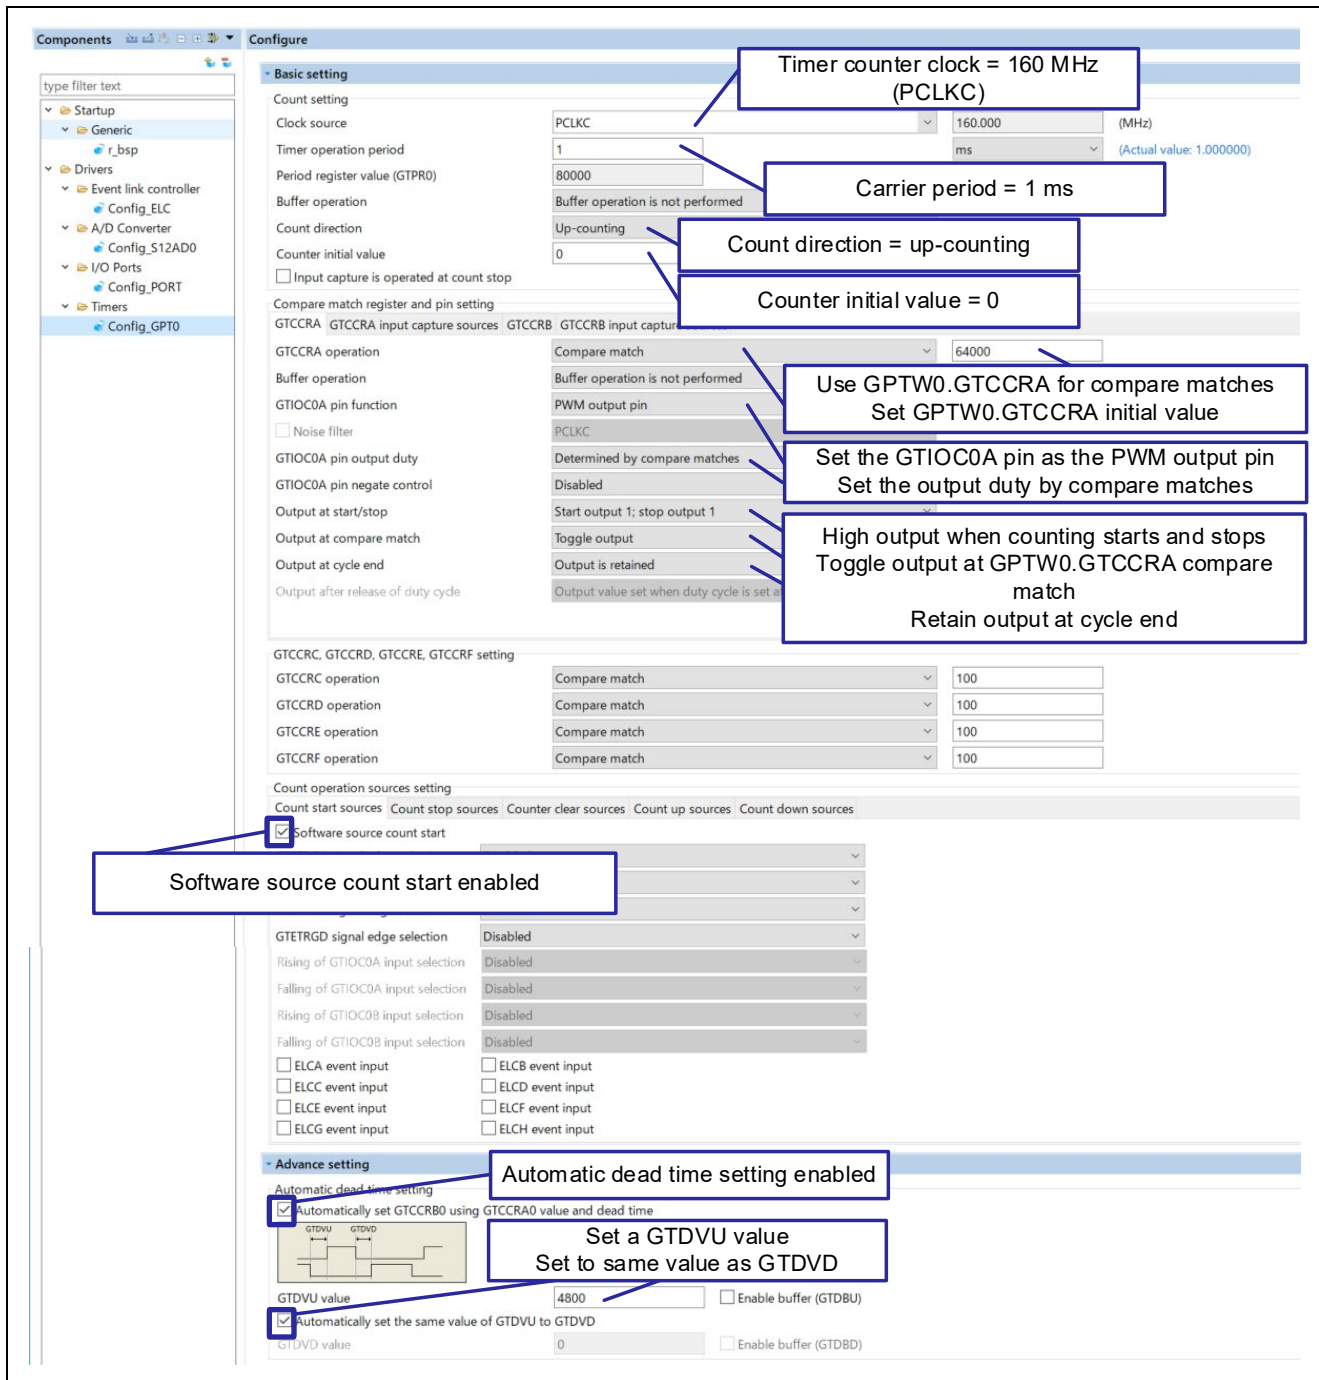 Components
Configure
type filter text
Startup
Generic
r_bsp
Drivers
Event link controller
Config_ELC
A/D Converter
Config_S12AD0
I/O Ports
Config_PORT
Timers
Config_GPT0
Basic setting
Timer counter clock = 160 MHz
(PCLKC)
Count setting
Clock source PCLKC 160.000 (MHz)
Timer operation period 1 ms (Actual value: 1.000000)
Period register value (GTPR0) 80000
Carrier period = 1 ms
Buffer operation Buffer operation is not performed
Count direction Up-counting
Count direction = up-counting
Counter initial value 0
Input capture is operated at count stop
Counter initial value = 0
Compare match register and pin setting
GTCCRA GTCCRA input capture sources GTCCRB GTCCRB input capture
GTCCRA operation Compare match 64000
Buffer operation Buffer operation is not performed
Use GPTW0.GTCCRA for compare matches
Set GPTW0.GTCCRA initial value
GTIOC0A pin function PWM output pin
Noise filter PCLKC
GTIOC0A pin output duty Determined by compare matches
Set the GTIOC0A pin as the PWM output pin
Set the output duty by compare matches
GTIOC0A pin negate control Disabled
Output at start/stop Start output 1; stop output 1
Output at compare match Toggle output
Output at cycle end Output is retained
High output when counting starts and stops
Toggle output at GPTW0.GTCCRA compare
match
Retain output at cycle end
Output after release of duty cycle Output value set when duty cycle is set
GTCCRC, GTCCRD, GTCCRE, GTCCRF setting
GTCCRC operation Compare match 100
GTCCRD operation Compare match 100
GTCCRE operation Compare match 100
GTCCRF operation Compare match 100
Count operation sources setting
Count start sources Count stop sources Counter clear sources Count up sources Count down sources
Software source count start
Software source count start enabled
GTETRGD signal edge selection Disabled
Rising of GTIOC0A input selection Disabled
Falling of GTIOC0A input selection Disabled
Rising of GTIOC0B input selection Disabled
Falling of GTIOC0B input selection Disabled
ELCA event input ELCB event input
ELCC event input ELCD event input
ELCE event input ELCF event input
ELCG event input ELCH event input
Advance setting
Automatic dead time setting enabled
Automatic dead time setting
Automatically set GTCCRB0 using GTCCRA0 value and dead time
GTDVU GTDVD
Set a GTDVU value
Set to same value as GTDVD
GTDVU value 4800 Enable buffer (GTDBU)
Automatically set the same value of GTDVU to GTDVD
GTDVD value 0 Enable buffer (GTDBD)